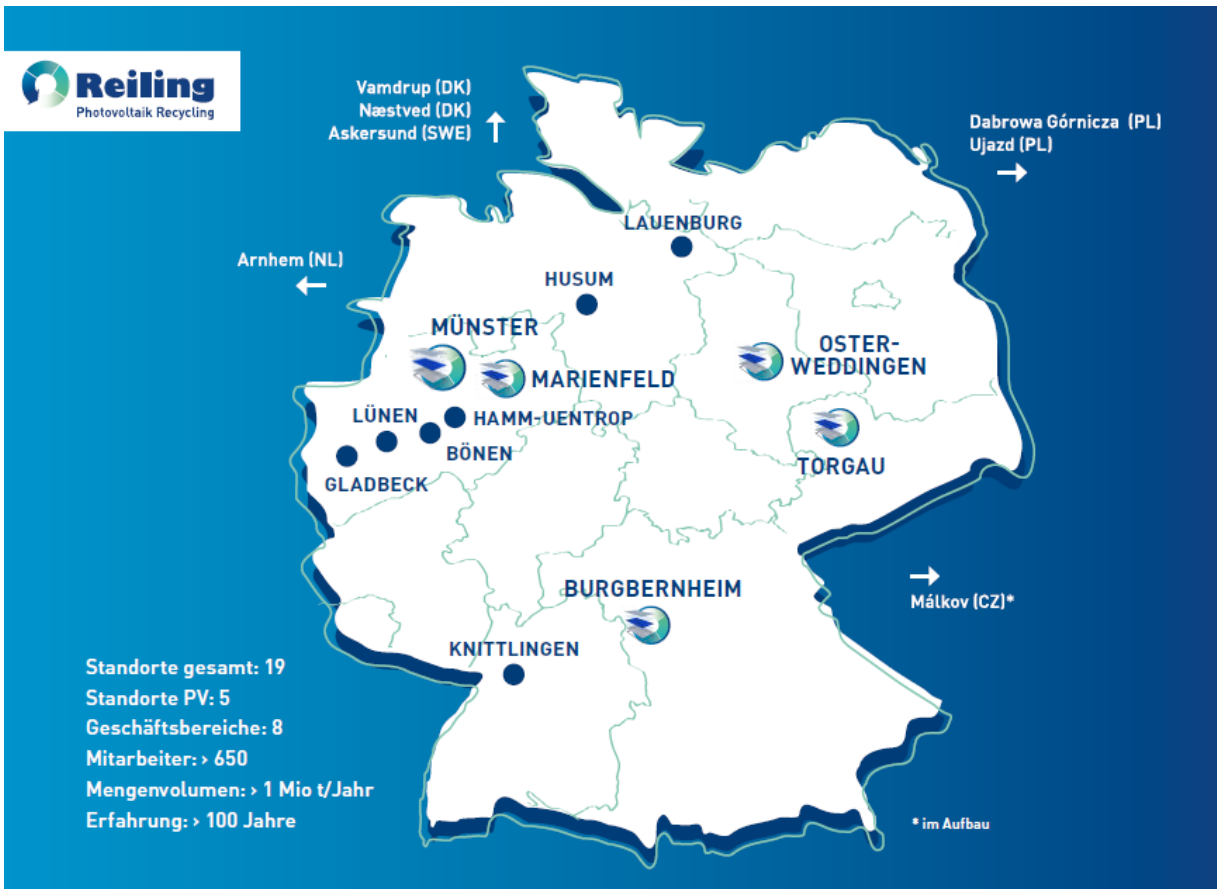 Reiling
Photovoltaik Recycling
Vamdrup (DK)
Næstved (DK)
Askersund (SWE)
Dabrowa Górnicza (PL)
Ujazd (PL)
Arnhem (NL)
LAUENBURG
HUSUM
MÜNSTER
MARIENFELD
OSTER-
WEDDINGEN
LÜNEN
HAMM-UENTROP
BÖNEN
GLADBECK
TORGAU
Málkov (CZ)*
BURGBERNHEIM
KNITTLINGEN
Standorte gesamt: 19
Standorte PV: 5
Geschäftsbereiche: 8
Mitarbeiter: > 650
Mengenvolumen: > 1 Mio t/Jahr
Erfahrung: > 100 Jahre
* im Aufbau